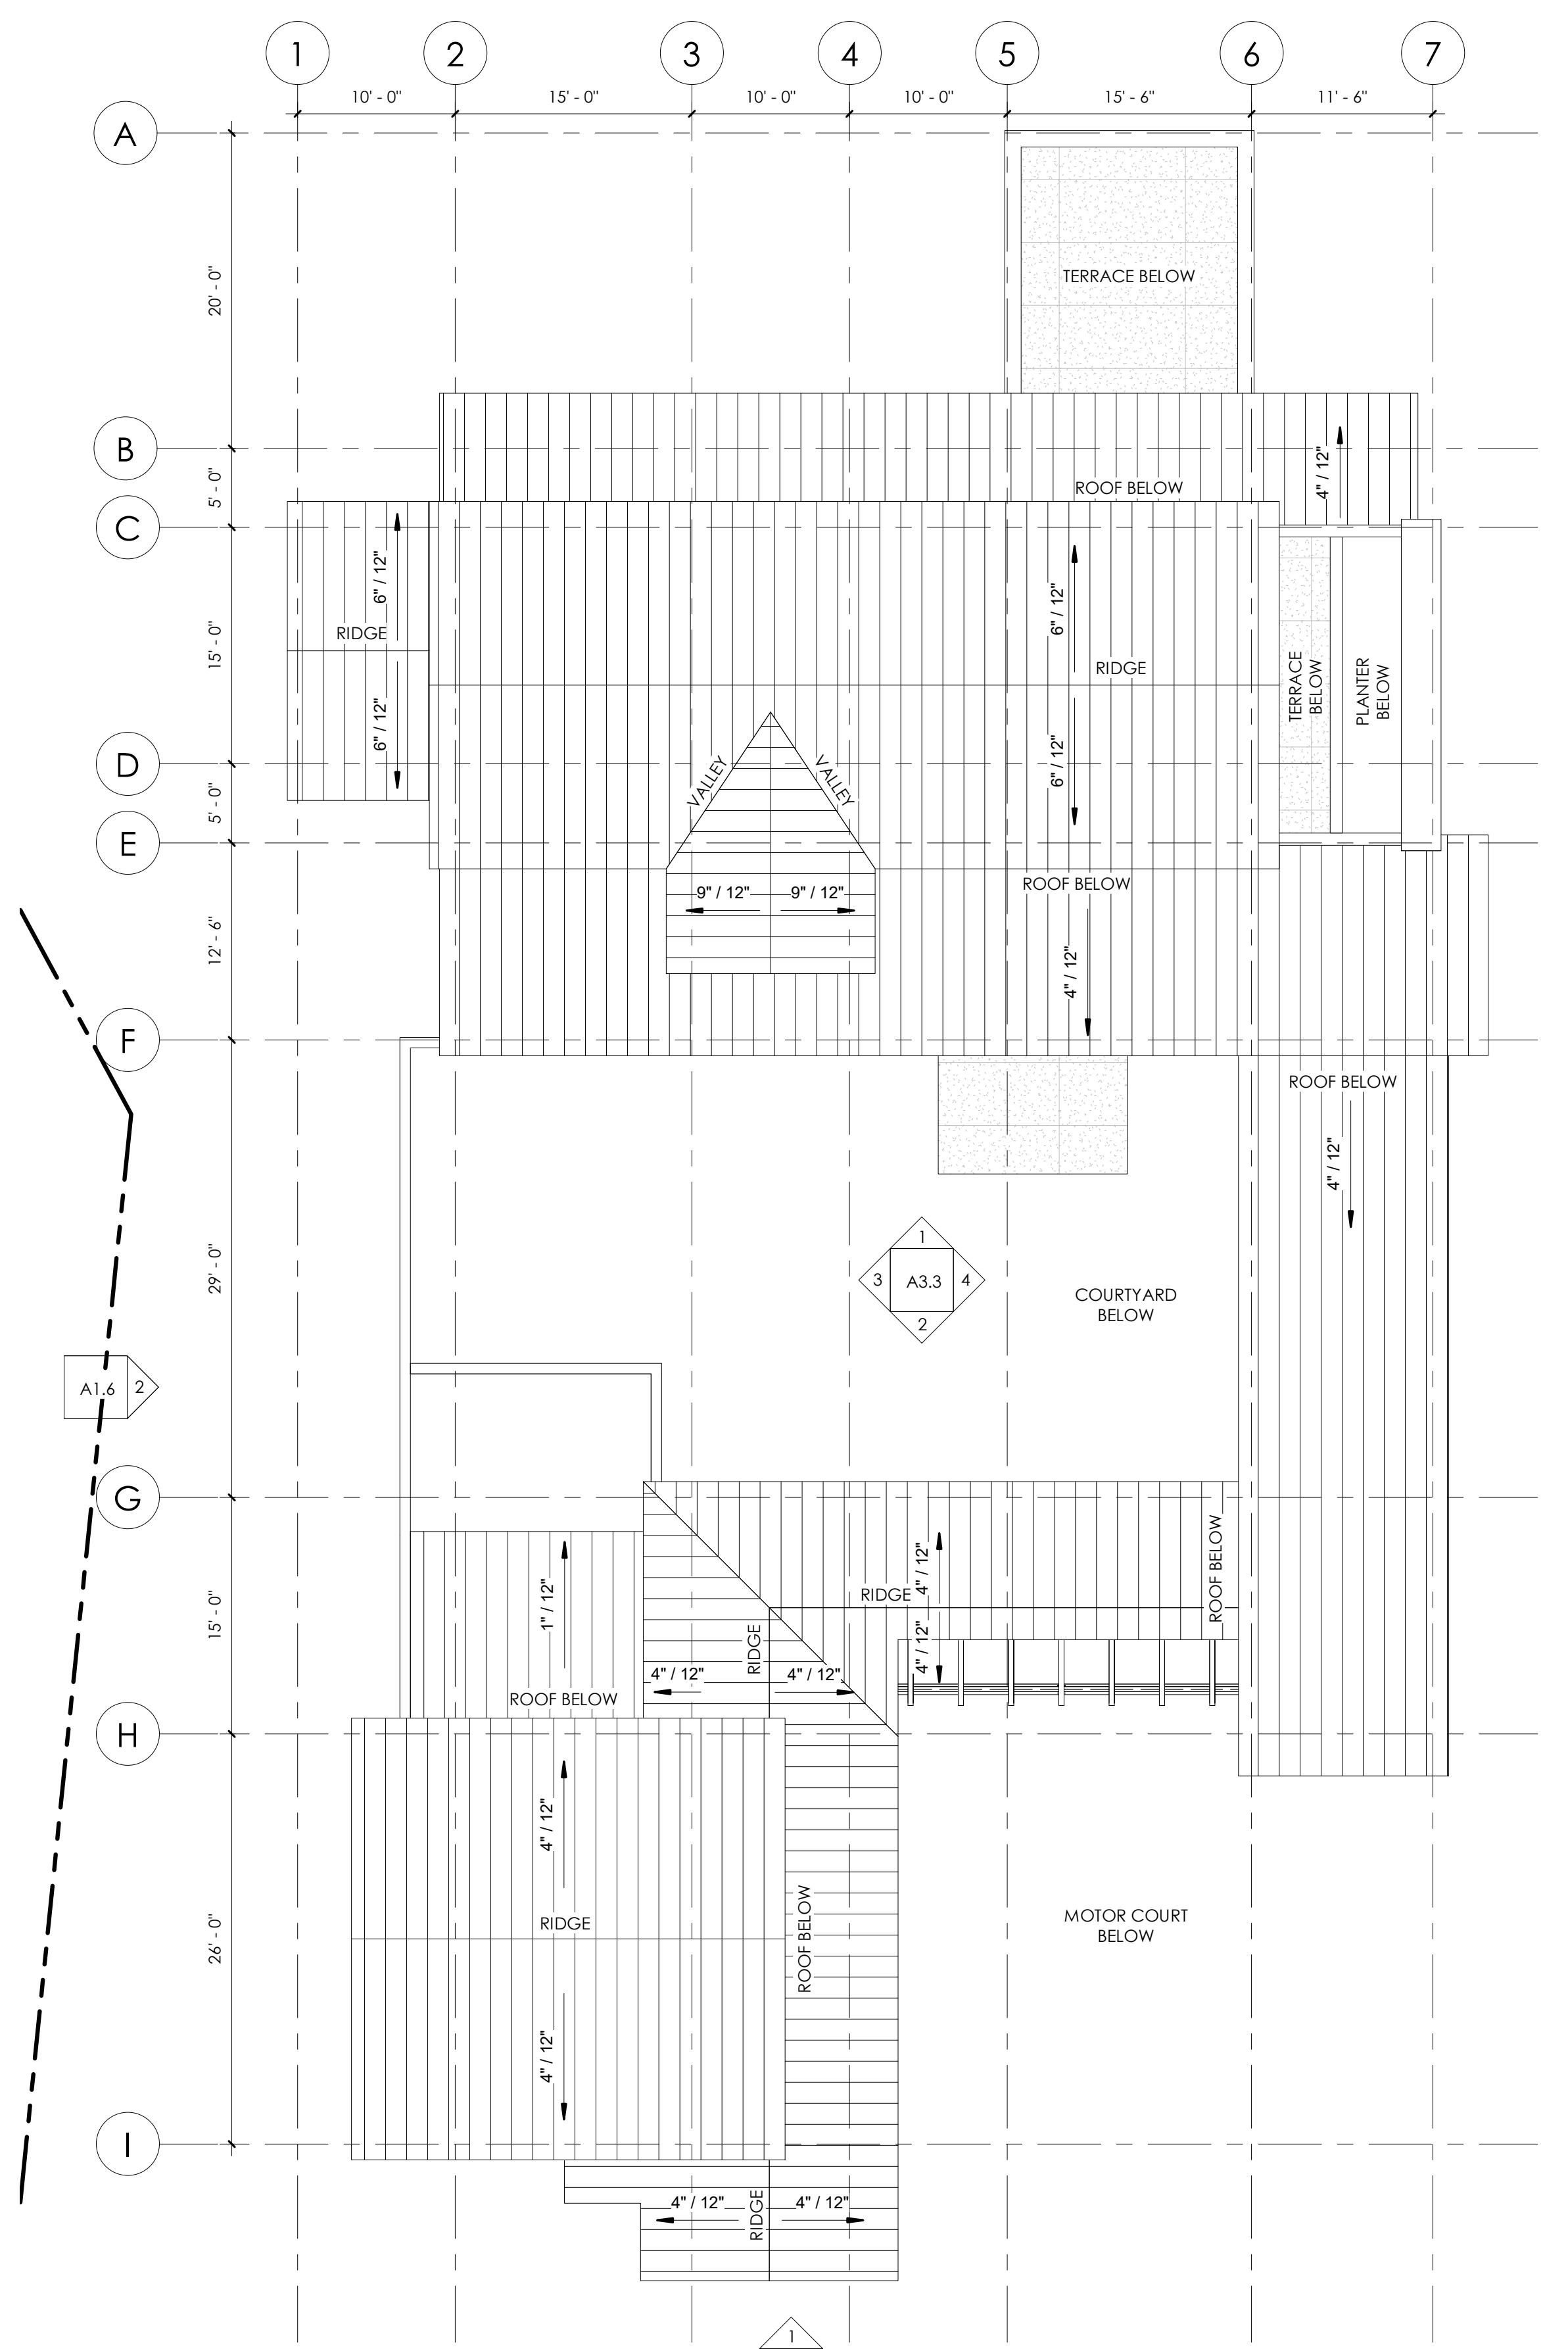 1 2 3 4 5 6 7
10' - 0" 15' - 0" 10' - 0" 10' - 0" 15' - 6" 11' - 6"
A
20' - 0"
TERRACE BELOW
B
4" / 12"
5' - 0"
ROOF BELOW
C
6" / 12"
6" / 12"
RIDGE
15' - 0"
RIDGE
TERRACE
BELOW
PLANTER
BELOW
6" / 12"
6" / 12"
D
VALLEY
VALLEY
5' - 0"
E
ROOF BELOW
9" / 12" 9" / 12"
12' - 6"
4" / 12"
F
ROOF BELOW
4" / 12"
29' - 0"
1
3 A3.3 4
2
COURTYARD
BELOW
A1.6 2
G
ROOF BELOW
4" / 12"
RIDGE
1" / 12"
15' - 0"
RIDGE
4" / 12"
4" / 12" 4" / 12"
ROOF BELOW
H
4" / 12"
MOTOR COURT
BELOW
RIDGE
ROOF BELOW
26' - 0"
4" / 12"
I
4" / 12" RIDGE 4" / 12"
1